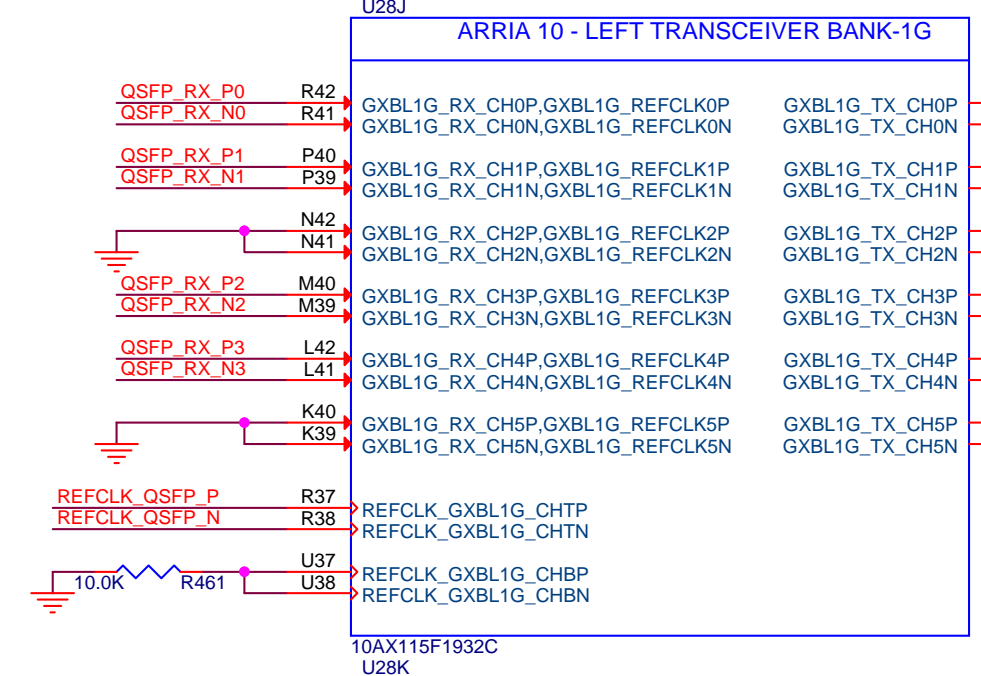 U28J
ARRIA 10 - LEFT TRANSCEIVER BANK-1G
QSFP_RX_P0 R42 GXBL1G_RX_CH0P,GXBL1G_REFCLK0P GXBL1G_TX_CH0P
QSFP_RX_N0 R41 GXBL1G_RX_CH0N,GXBL1G_REFCLK0N GXBL1G_TX_CH0N
QSFP_RX_P1 P40 GXBL1G_RX_CH1P,GXBL1G_REFCLK1P GXBL1G_TX_CH1P
QSFP_RX_N1 P39 GXBL1G_RX_CH1N,GXBL1G_REFCLK1N GXBL1G_TX_CH1N
N42 GXBL1G_RX_CH2P,GXBL1G_REFCLK2P GXBL1G_TX_CH2P
N41 GXBL1G_RX_CH2N,GXBL1G_REFCLK2N GXBL1G_TX_CH2N
QSFP_RX_P2 M40 GXBL1G_RX_CH3P,GXBL1G_REFCLK3P GXBL1G_TX_CH3P
QSFP_RX_N2 M39 GXBL1G_RX_CH3N,GXBL1G_REFCLK3N GXBL1G_TX_CH3N
QSFP_RX_P3 L42 GXBL1G_RX_CH4P,GXBL1G_REFCLK4P GXBL1G_TX_CH4P
QSFP_RX_N3 L41 GXBL1G_RX_CH4N,GXBL1G_REFCLK4N GXBL1G_TX_CH4N
K40 GXBL1G_RX_CH5P,GXBL1G_REFCLK5P GXBL1G_TX_CH5P
K39 GXBL1G_RX_CH5N,GXBL1G_REFCLK5N GXBL1G_TX_CH5N
REFCLK_QSFP_P R37 REFCLK_GXBL1G_CHTP
REFCLK_QSFP_N R38 REFCLK_GXBL1G_CHTN
U37 REFCLK_GXBL1G_CHBP
10.0K R461 U38 REFCLK_GXBL1G_CHBN
10AX115F1932C
U28K